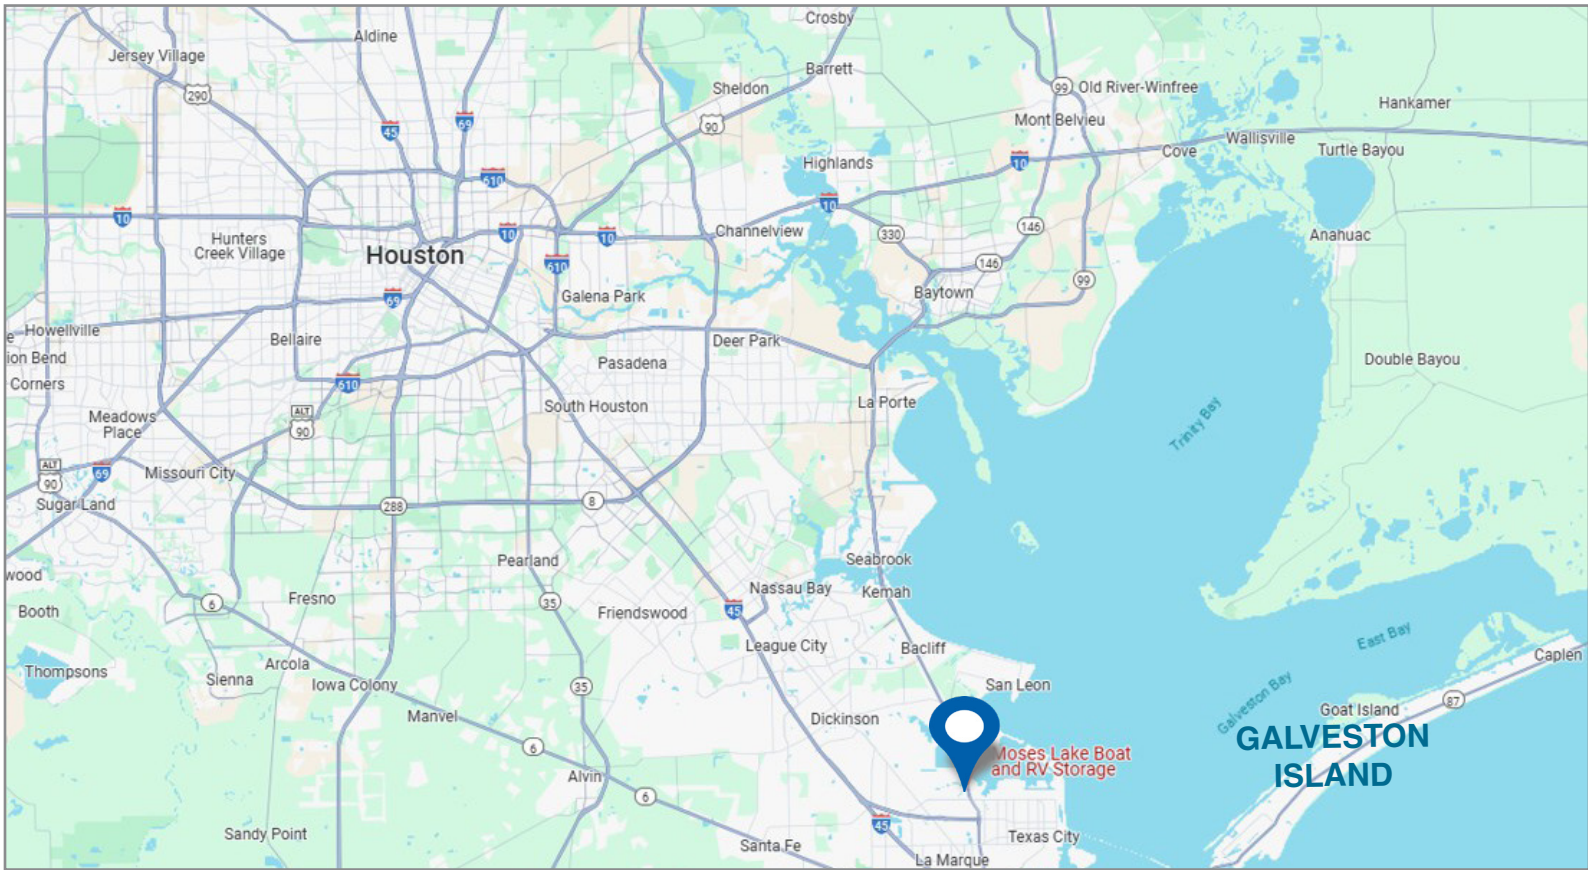 Crosby
Aldine
Jersey Village
Barrett
Sheldon
290
99
Old River-Winfree
Hankamer
45
69
90
Mont Belvieu
Wallisville
Cove
Turtle Bayou
Highlands
10
610
10
10
Hunters
Creek Village
Houston
10
10
Channelview
330
146
Anahuac
610
146
Galena Park
69
Baytown
99
Howellville
e
Bellaire
Deer Park
ion Bend
Pasadena
Double Bayou
Corners
610
La Porte
South Houston
Meadows
Place
ALT
90
Trinity Bay
Missouri City
ALT
90
69
Sugar Land
288
8
Pearland
Seabrook
wood
Nassau Bay
Kemah
Booth
6
Fresno
35
Friendswood
45
East Bay
League City
Bacliff
Caplen
Thompsons
Arcola
Sienna
Iowa Colony
35
San Leon
Galveston Bay
87
Goat Island
Manvel
Dickinson
GALVESTON
ISLAND
6
Moses Lake Boat
and RV Storage
Alvin
6
Sandy Point
45
Texas City
Santa Fe
La Marque